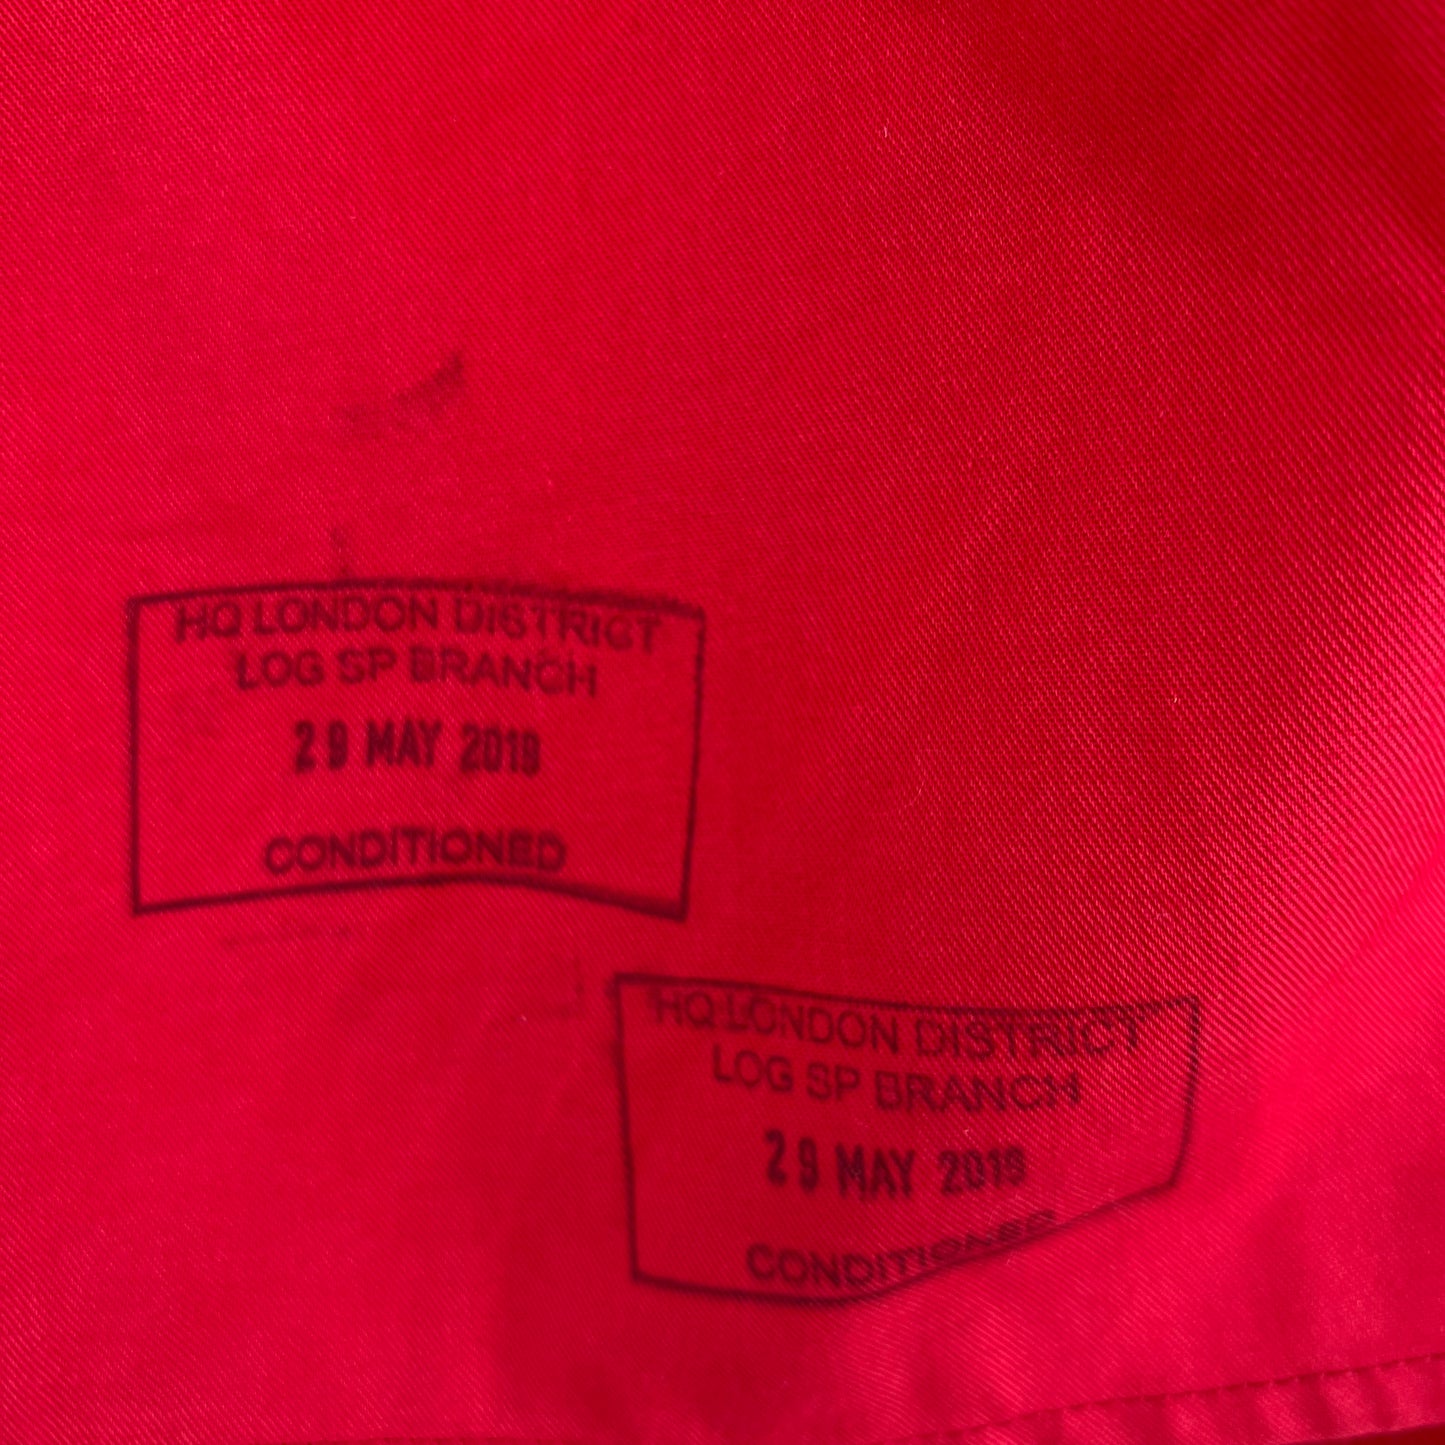 HQ LONDON DISTRICT
LOG SP BRANCH
29 MAY 2019
CONDITIONED
HQ LONDON DISTRICT
LOG SP BRANCH
29 MAY 2019
CONDITIONED